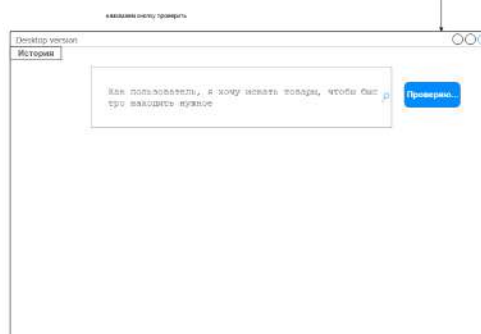 нажимаем кнопку проверить
Desktop version
История
Как пользователь, я хочу искать товары, чтобы быс
тро находить нужное
Проверяю...